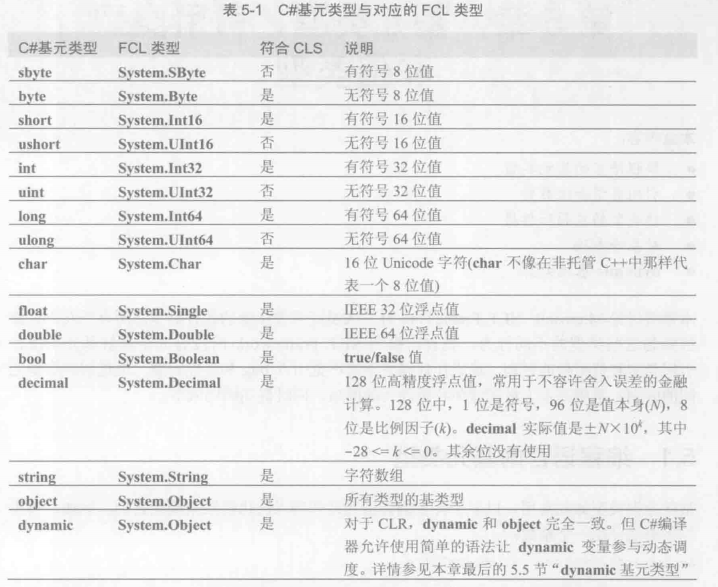 表 5-1 C#基元类型与对应的 FCL 类型
C#基元类型 FCL 类型 符合 CLS 说明
sbyte System.SByte 否 有符号 8 位值
byte System.Byte 是 无符号 8 位值
short System.Int16 是 有符号 16 位值
ushort System.UInt16 否 无符号 16 位值
int System.Int32 是 有符号 32 位值
uint System.UInt32 否 无符号 32 位值
long System.Int64 是 有符号 64 位值
ulong System.UInt64 否 无符号 64 位值
char System.Char 是 16 位 Unicode 字符(char 不像在非托管 C++中那样代
表一个 8 位值)
float System.Single 是 IEEE 32 位浮点值
double System.Double 是 IEEE 64 位浮点值
bool System.Boolean 是 true/false 值
decimal System.Decimal 是 128 位高精度浮点值，常用于不容许舍入误差的金融
计算。128 位中，1 位是符号，96 位是值本身(N)，8
位是比例因子(k)。decimal 实际值是±N×10ᵏ，其中
-28 <= k <= 0。其余位没有使用
string System.String 是 字符数组
object System.Object 是 所有类型的基类型
dynamic System.Object 是 对于 CLR，dynamic 和 object 完全一致。但 C#编译
器允许使用简单的语法让 dynamic 变量参与动态调
度。详情参见本章最后的 5.5 节“dynamic 基元类型”